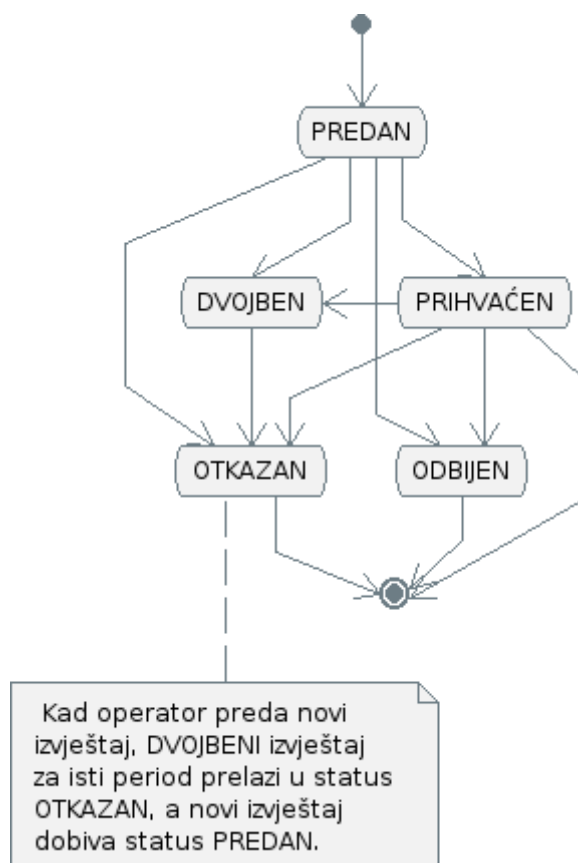 PREDAN
DVOJBEN
PRIHVAĆEN
OTKAZAN
ODBIJEN
Kad operator preda novi
izvještaj, DVOJBENI izvještaj
za isti period prelazi u status
OTKAZAN, a novi izvještaj
dobiva status PREDAN.